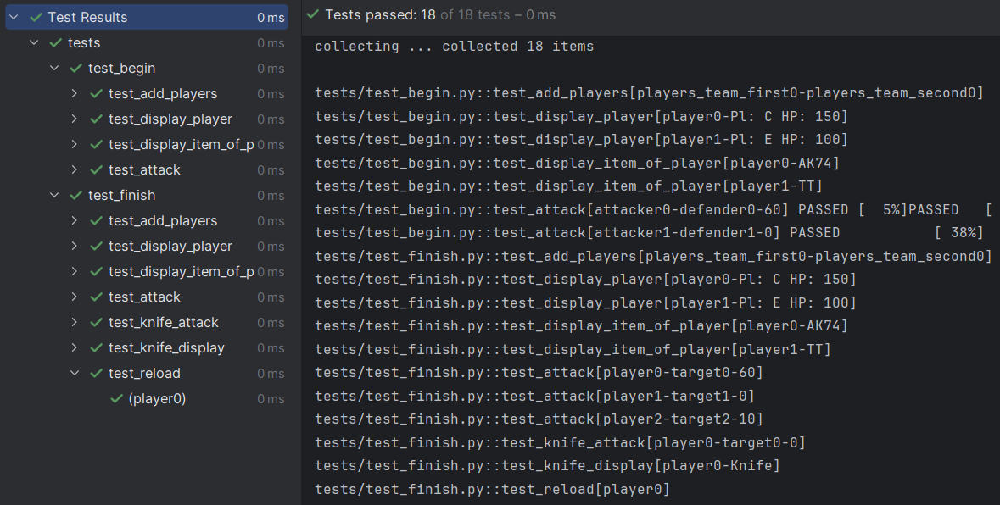 Test Results 0 ms
tests 0 ms
test_begin 0 ms
test_add_players 0 ms
test_display_player 0 ms
test_display_item_of_p 0 ms
test_attack 0 ms
test_finish 0 ms
test_add_players 0 ms
test_display_player 0 ms
test_display_item_of_p 0 ms
test_attack 0 ms
test_knife_attack 0 ms
test_knife_display 0 ms
test_reload 0 ms
(player0) 0 ms
Tests passed: 18 of 18 tests – 0 ms
collecting ... collected 18 items
tests/test_begin.py::test_add_players[players_team_first0-players_team_second0]
tests/test_begin.py::test_display_player[player0-Pl: C HP: 150]
tests/test_begin.py::test_display_player[player1-Pl: E HP: 100]
tests/test_begin.py::test_display_item_of_player[player0-AK74]
tests/test_begin.py::test_display_item_of_player[player1-TT]
tests/test_begin.py::test_attack[attacker0-defender0-60] PASSED [  5%]PASSED   [
tests/test_begin.py::test_attack[attacker1-defender1-0] PASSED           [ 38%]
tests/test_finish.py::test_add_players[players_team_first0-players_team_second0]
tests/test_finish.py::test_display_player[player0-Pl: C HP: 150]
tests/test_finish.py::test_display_player[player1-Pl: E HP: 100]
tests/test_finish.py::test_display_item_of_player[player0-AK74]
tests/test_finish.py::test_display_item_of_player[player1-TT]
tests/test_finish.py::test_attack[player0-target0-60]
tests/test_finish.py::test_attack[player1-target1-0]
tests/test_finish.py::test_attack[player2-target2-10]
tests/test_finish.py::test_knife_attack[player0-target0-0]
tests/test_finish.py::test_knife_display[player0-Knife]
tests/test_finish.py::test_reload[player0]